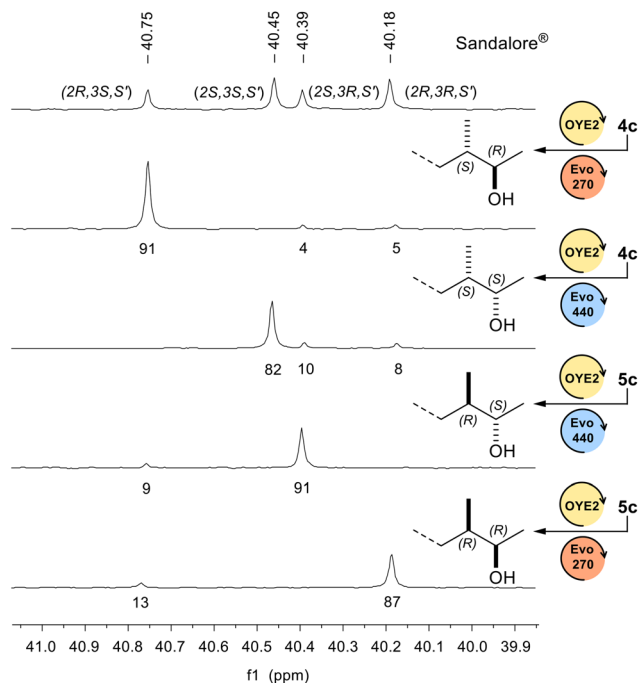 40.75
40.45
40.39
40.18
Sandalore®
(2R,3S,S')
(2S,3S,S')
(2S,3R,S')
(2R,3R,S')
OYE2
4c
(R)
(S)
Evo
270
OH
91
4
5
OYE2
4c
(S)
(S)
Evo
440
OH
82
10
8
OYE2
5c
(S)
(R)
Evo
440
OH
9
91
OYE2
5c
(R)
(R)
Evo
270
OH
13
87
41.0 40.9 40.8 40.7 40.6 40.5 40.4 40.3 40.2 40.1 40.0 39.9
f1 (ppm)